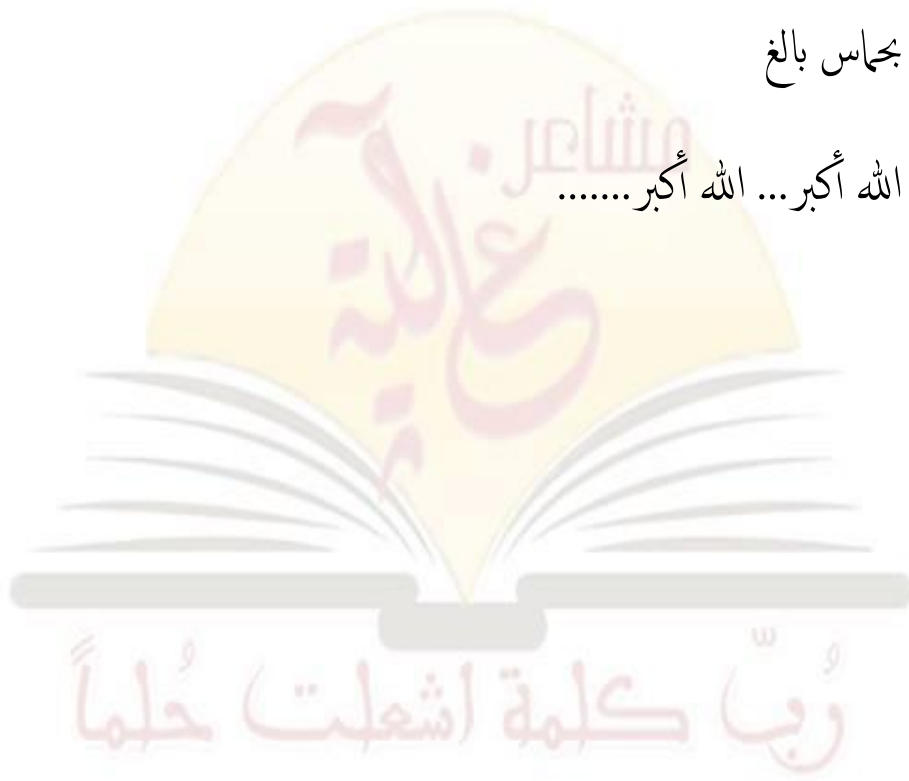 بحماس بالغ
مشاعر
الله أكبر... الله أكبر.......
غالية
رُبّ كلمة اشعلت حُلماً